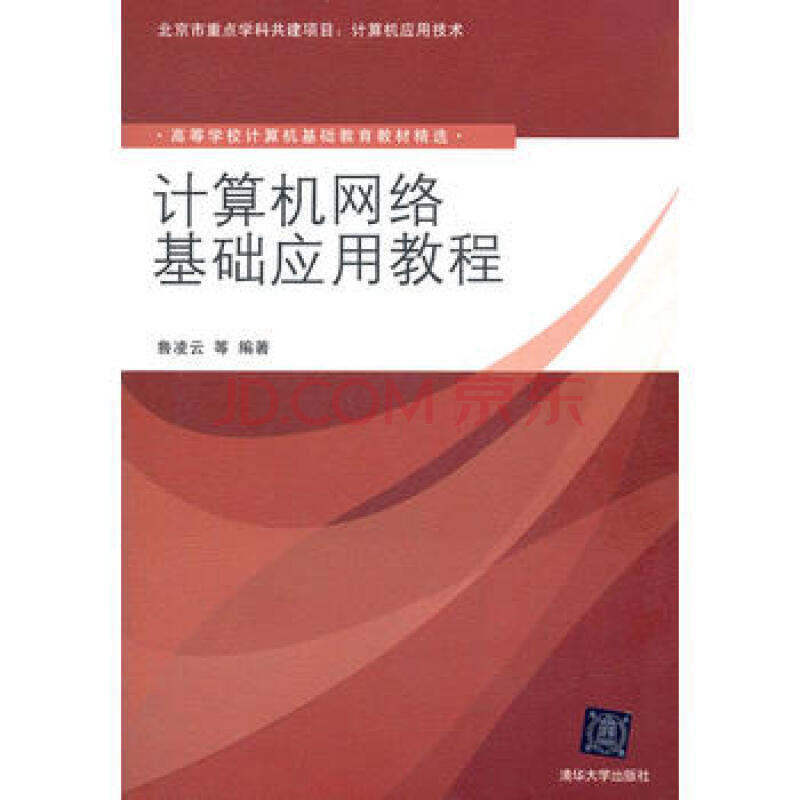 北京市重点学科共建项目：计算机应用技术
·高等学校计算机基础教育教材精选·
计算机网络
基础应用教程
鲁凌云 等 编著
JD.COM 京东
清华大学出版社